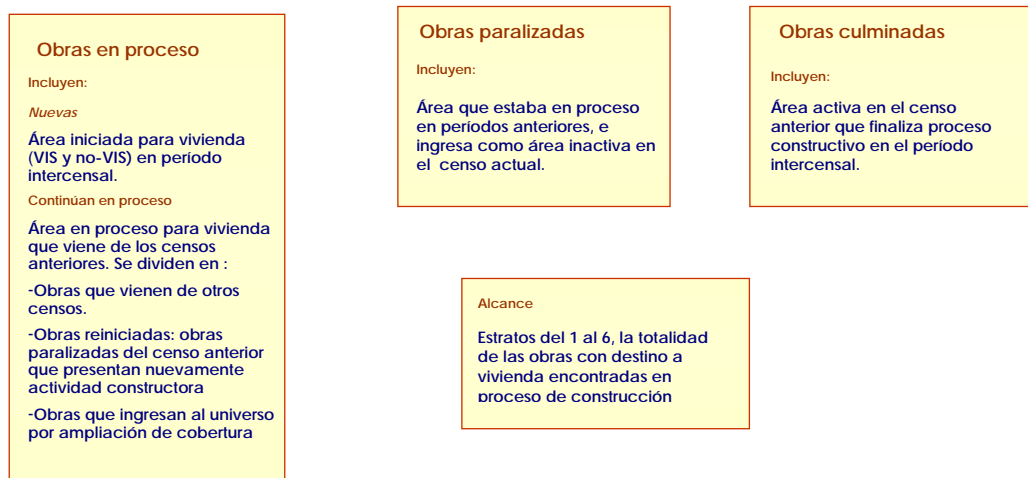 Obras en proceso
Incluyen:
Nuevas
Área iniciada para vivienda
(VIS y no-VIS) en período
intercensal.
Continúan en proceso
Área en proceso para vivienda
que viene de los censos
anteriores. Se dividen en :
-Obras que vienen de otros
censos.
-Obras reiniciadas: obras
paralizadas del censo anterior
que presentan nuevamente
actividad constructora
-Obras que ingresan al universo
por ampliación de cobertura
Obras paralizadas
Incluyen:
Área que estaba en proceso
en períodos anteriores, e
ingresa como área inactiva en
el censo actual.
Obras culminadas
Incluyen:
Área activa en el censo
anterior que finaliza proceso
constructivo en el período
intercensal.
Alcance
Estratos del 1 al 6, la totalidad
de las obras con destino a
vivienda encontradas en
proceso de construcción